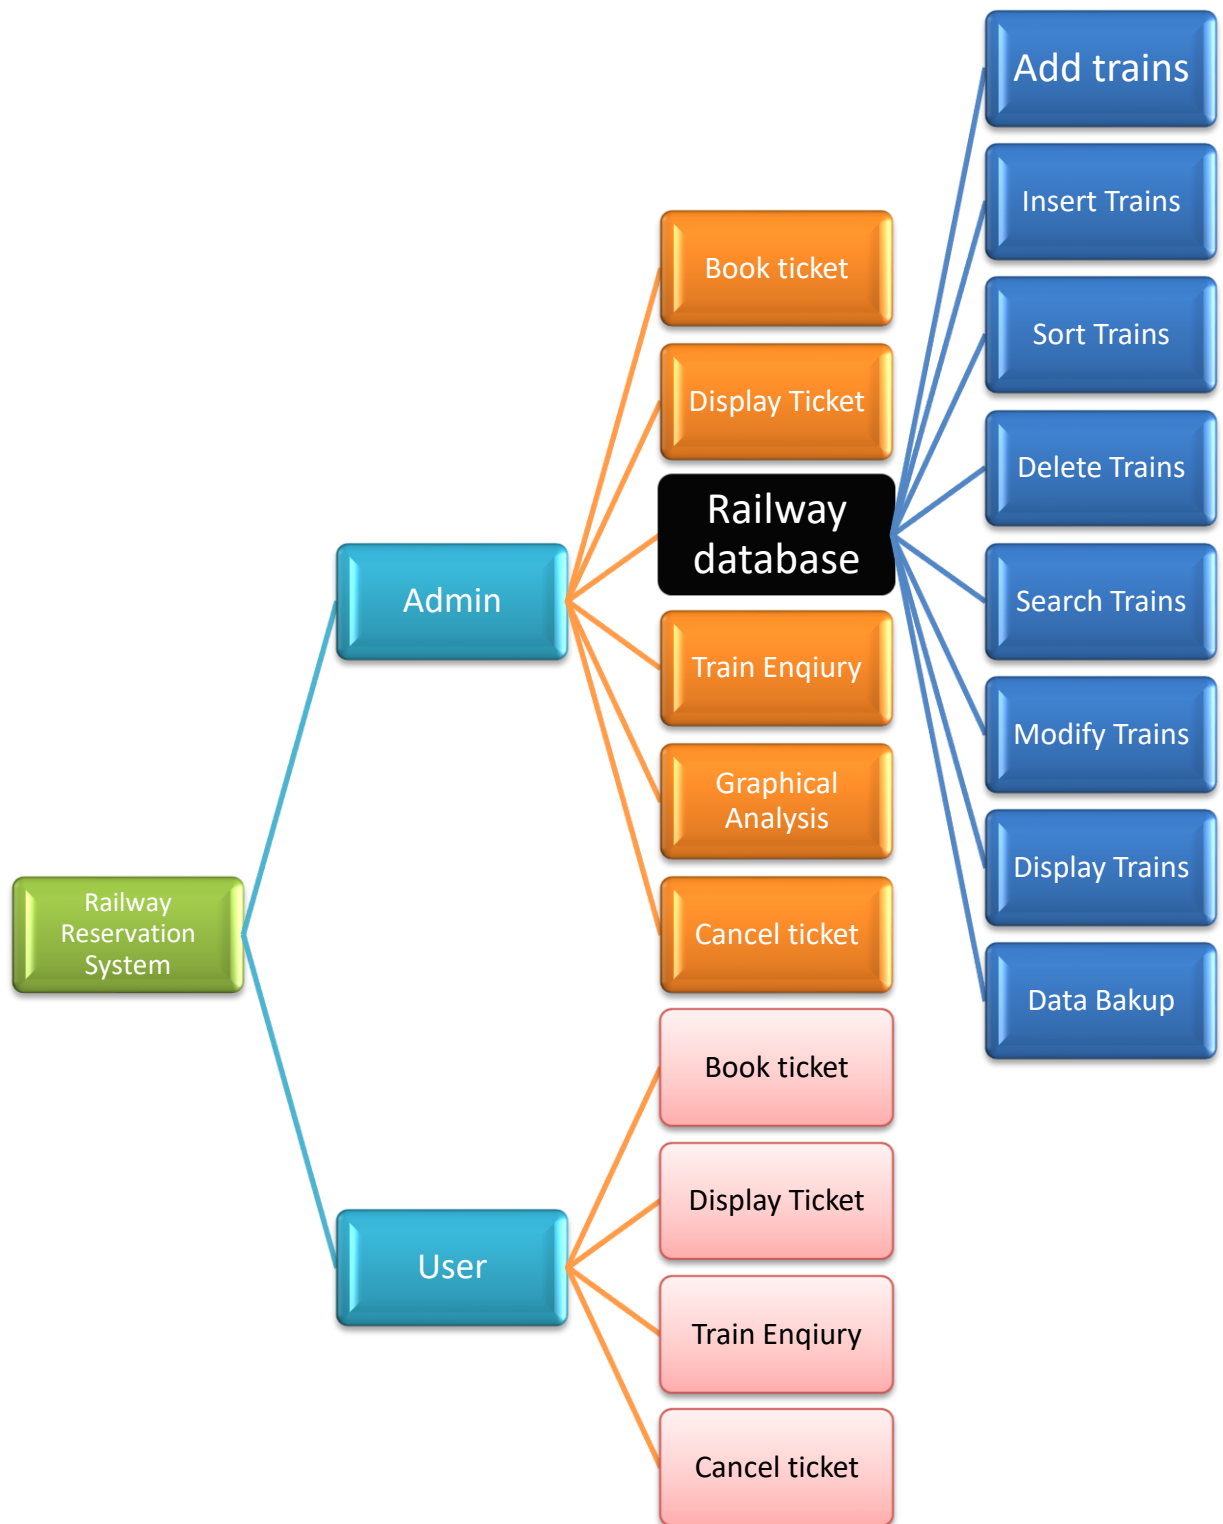 Railway
Reservation
System
Admin
Book ticket
Display Ticket
Railway
database
Train Enqiury
Graphical
Analysis
Cancel ticket
Add trains
Insert Trains
Sort Trains
Delete Trains
Search Trains
Modify Trains
Display Trains
Data Bakup
User
Book ticket
Display Ticket
Train Enqiury
Cancel ticket